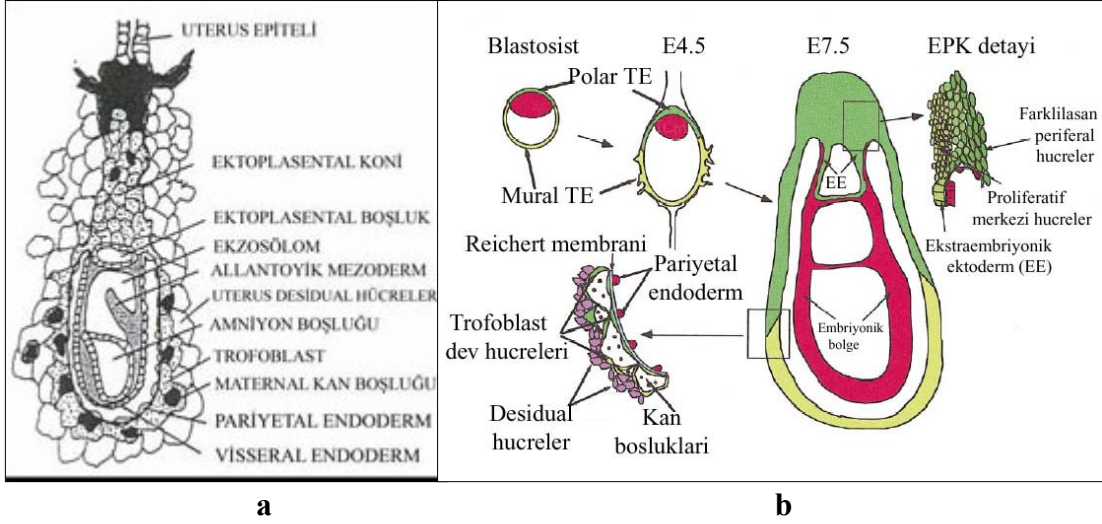 UTERUS EPİTELİ
EKTOPLASENTAL KONİ
EKTOPLASENTAL BOŞLUK
EKZOSÖLOM
ALLANTOYİK MEZODERM
UTERUS DESİDUAL HÜCRELER
AMNİYON BOŞLUĞU
TROFOBLAST
MATERNAL KAN BOŞLUĞU
PARİYETAL ENDODERM
VİSSERAL ENDODERM
a
Blastosist
E4.5
E7.5
EPK detayi
Polar TE
Mural TE
EE
Farklilasan
periferal
hucreler
Proliferatif
merkezi hucreler
Ekstraembriyonik
ektoderm (EE)
Reichert membrani
Pariyetal
endoderm
Trofoblast
dev hucreleri
Desidual
hucreler
Kan
bosluklari
Embriyonik
bolge
b